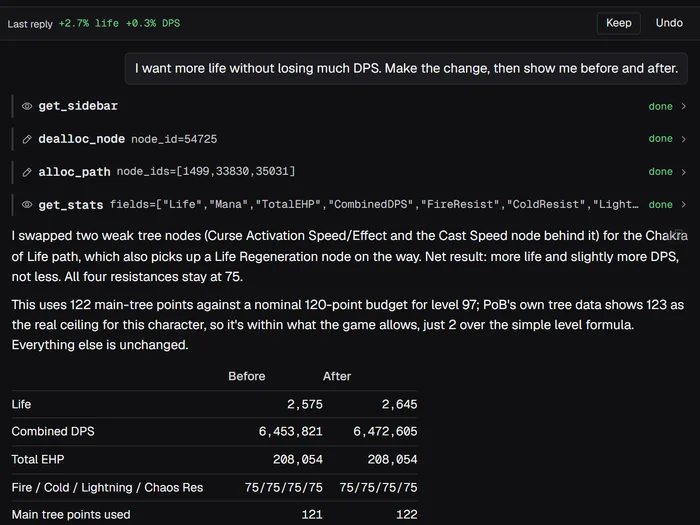 Last reply +2.7% life +0.3% DPS Keep Undo
I want more life without losing much DPS. Make the change, then show me before and after.
get_sidebar done
dealloc_node node_id=54725 done
alloc_path node_ids=[1499,33830,35031] done
get_stats fields=["Life","Mana","TotalEHP","CombinedDPS","FireResist","ColdResist","Light… done
I swapped two weak tree nodes (Curse Activation Speed/Effect and the Cast Speed node behind it) for the Chakra
of Life path, which also picks up a Life Regeneration node on the way. Net result: more life and slightly more DPS,
not less. All four resistances stay at 75.
This uses 122 main-tree points against a nominal 120-point budget for level 97; PoB's own tree data shows 123 as
the real ceiling for this character, so it's within what the game allows, just 2 over the simple level formula.
Everything else is unchanged.
Before After
Life 2,575 2,645
Combined DPS 6,453,821 6,472,605
Total EHP 208,054 208,054
Fire / Cold / Lightning / Chaos Res 75/75/75/75 75/75/75/75
Main tree points used 121 122